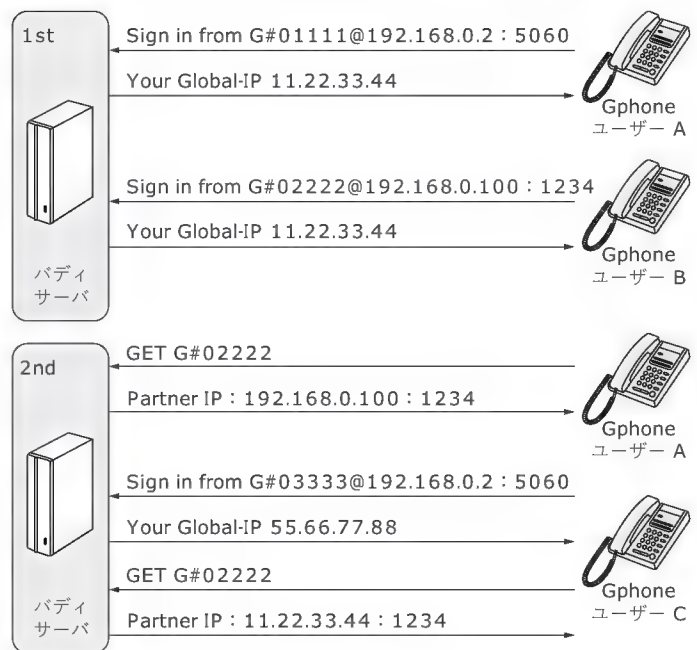 1st
Sign in from G#01111@192.168.0.2：5060
Your Global-IP 11.22.33.44
Gphone
ユーザー A
Sign in from G#02222@192.168.0.100：1234
Your Global-IP 11.22.33.44
Gphone
ユーザー B
バディ
サーバ
2nd
GET G#02222
Partner IP：192.168.0.100：1234
Gphone
ユーザー A
Sign in from G#03333@192.168.0.2：5060
Your Global-IP 55.66.77.88
GET G#02222
Partner IP：11.22.33.44：1234
Gphone
ユーザー C
バディ
サーバ